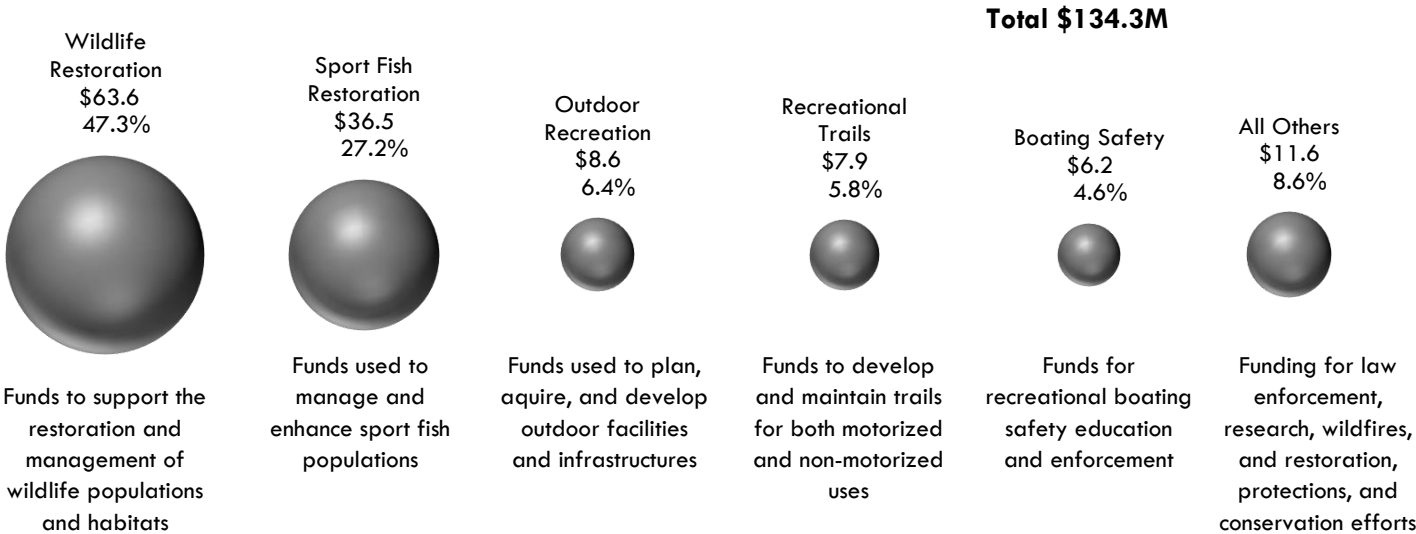 Total $134.3M
Wildlife
Restoration
$63.6
47.3%
Sport Fish
Restoration
$36.5
27.2%
Outdoor
Recreation
$8.6
6.4%
Recreational
Trails
$7.9
5.8%
Boating Safety
$6.2
4.6%
All Others
$11.6
8.6%
Funds to support the
restoration and
management of
wildlife populations
and habitats
Funds used to
manage and
enhance sport fish
populations
Funds used to plan,
aquire, and develop
outdoor facilities
and infrastructures
Funds to develop
and maintain trails
for both motorized
and non-motorized
uses
Funds for
recreational boating
safety education
and enforcement
Funding for law
enforcement,
research, wildfires,
and restoration,
protections, and
conservation efforts